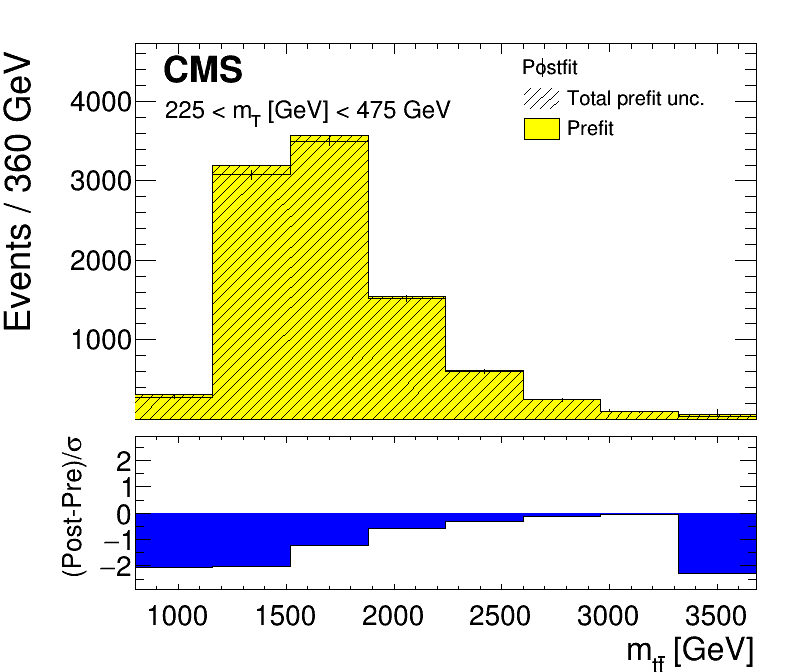 CMS
225 < m_T [GeV] < 475 GeV
Postfit
Total prefit unc.
Prefit
Events / 360 GeV
4000
3000
2000
1000
(Post-Pre)/σ
2
1
0
−1
−2
1000 1500 2000 2500 3000 3500
m_tt̄ [GeV]